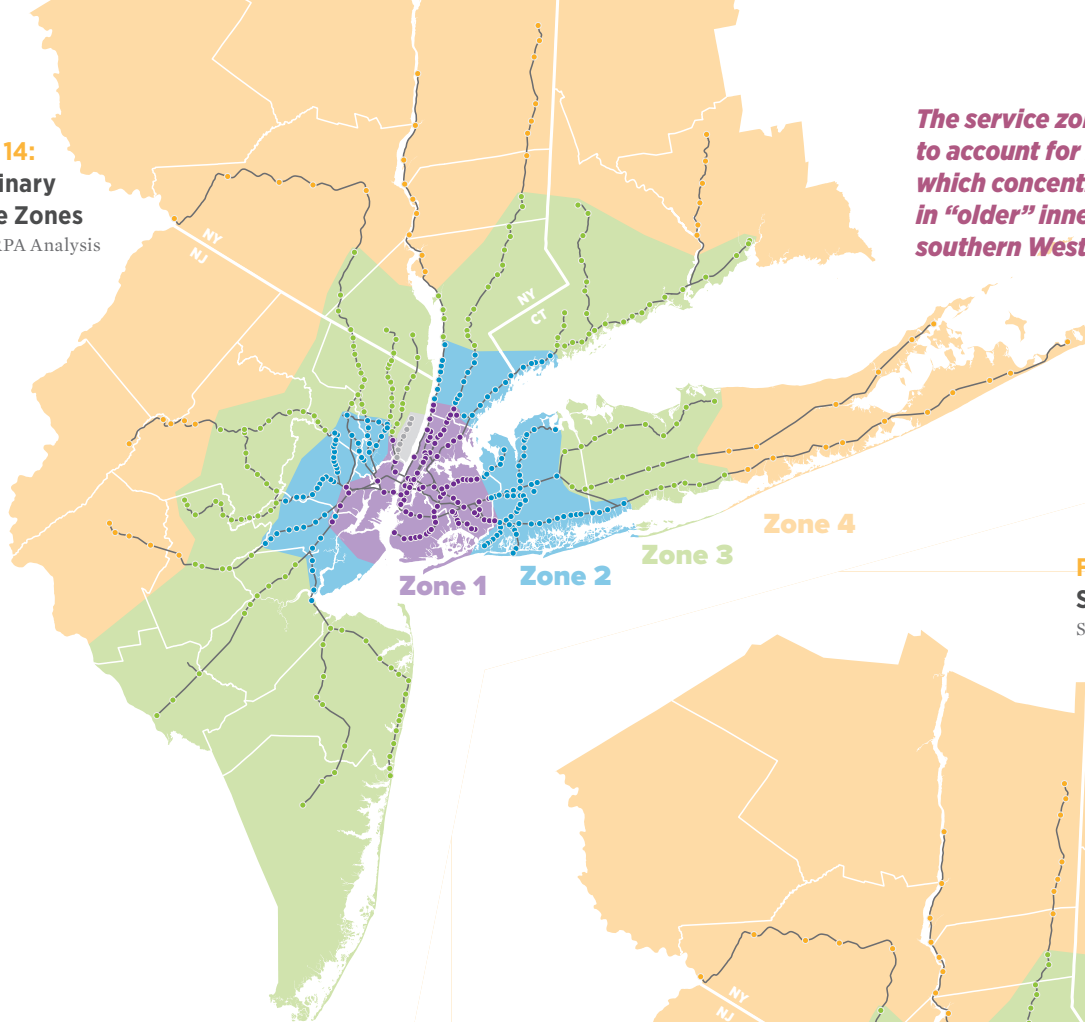 14:
inary
e Zones
RPA Analysis
The service zo
to account for
which concent
in “older” inne
southern West
NY
NJ
NY
CT
Zone 1
Zone 2
Zone 3
Zone 4
F
S
S
NY
NJ